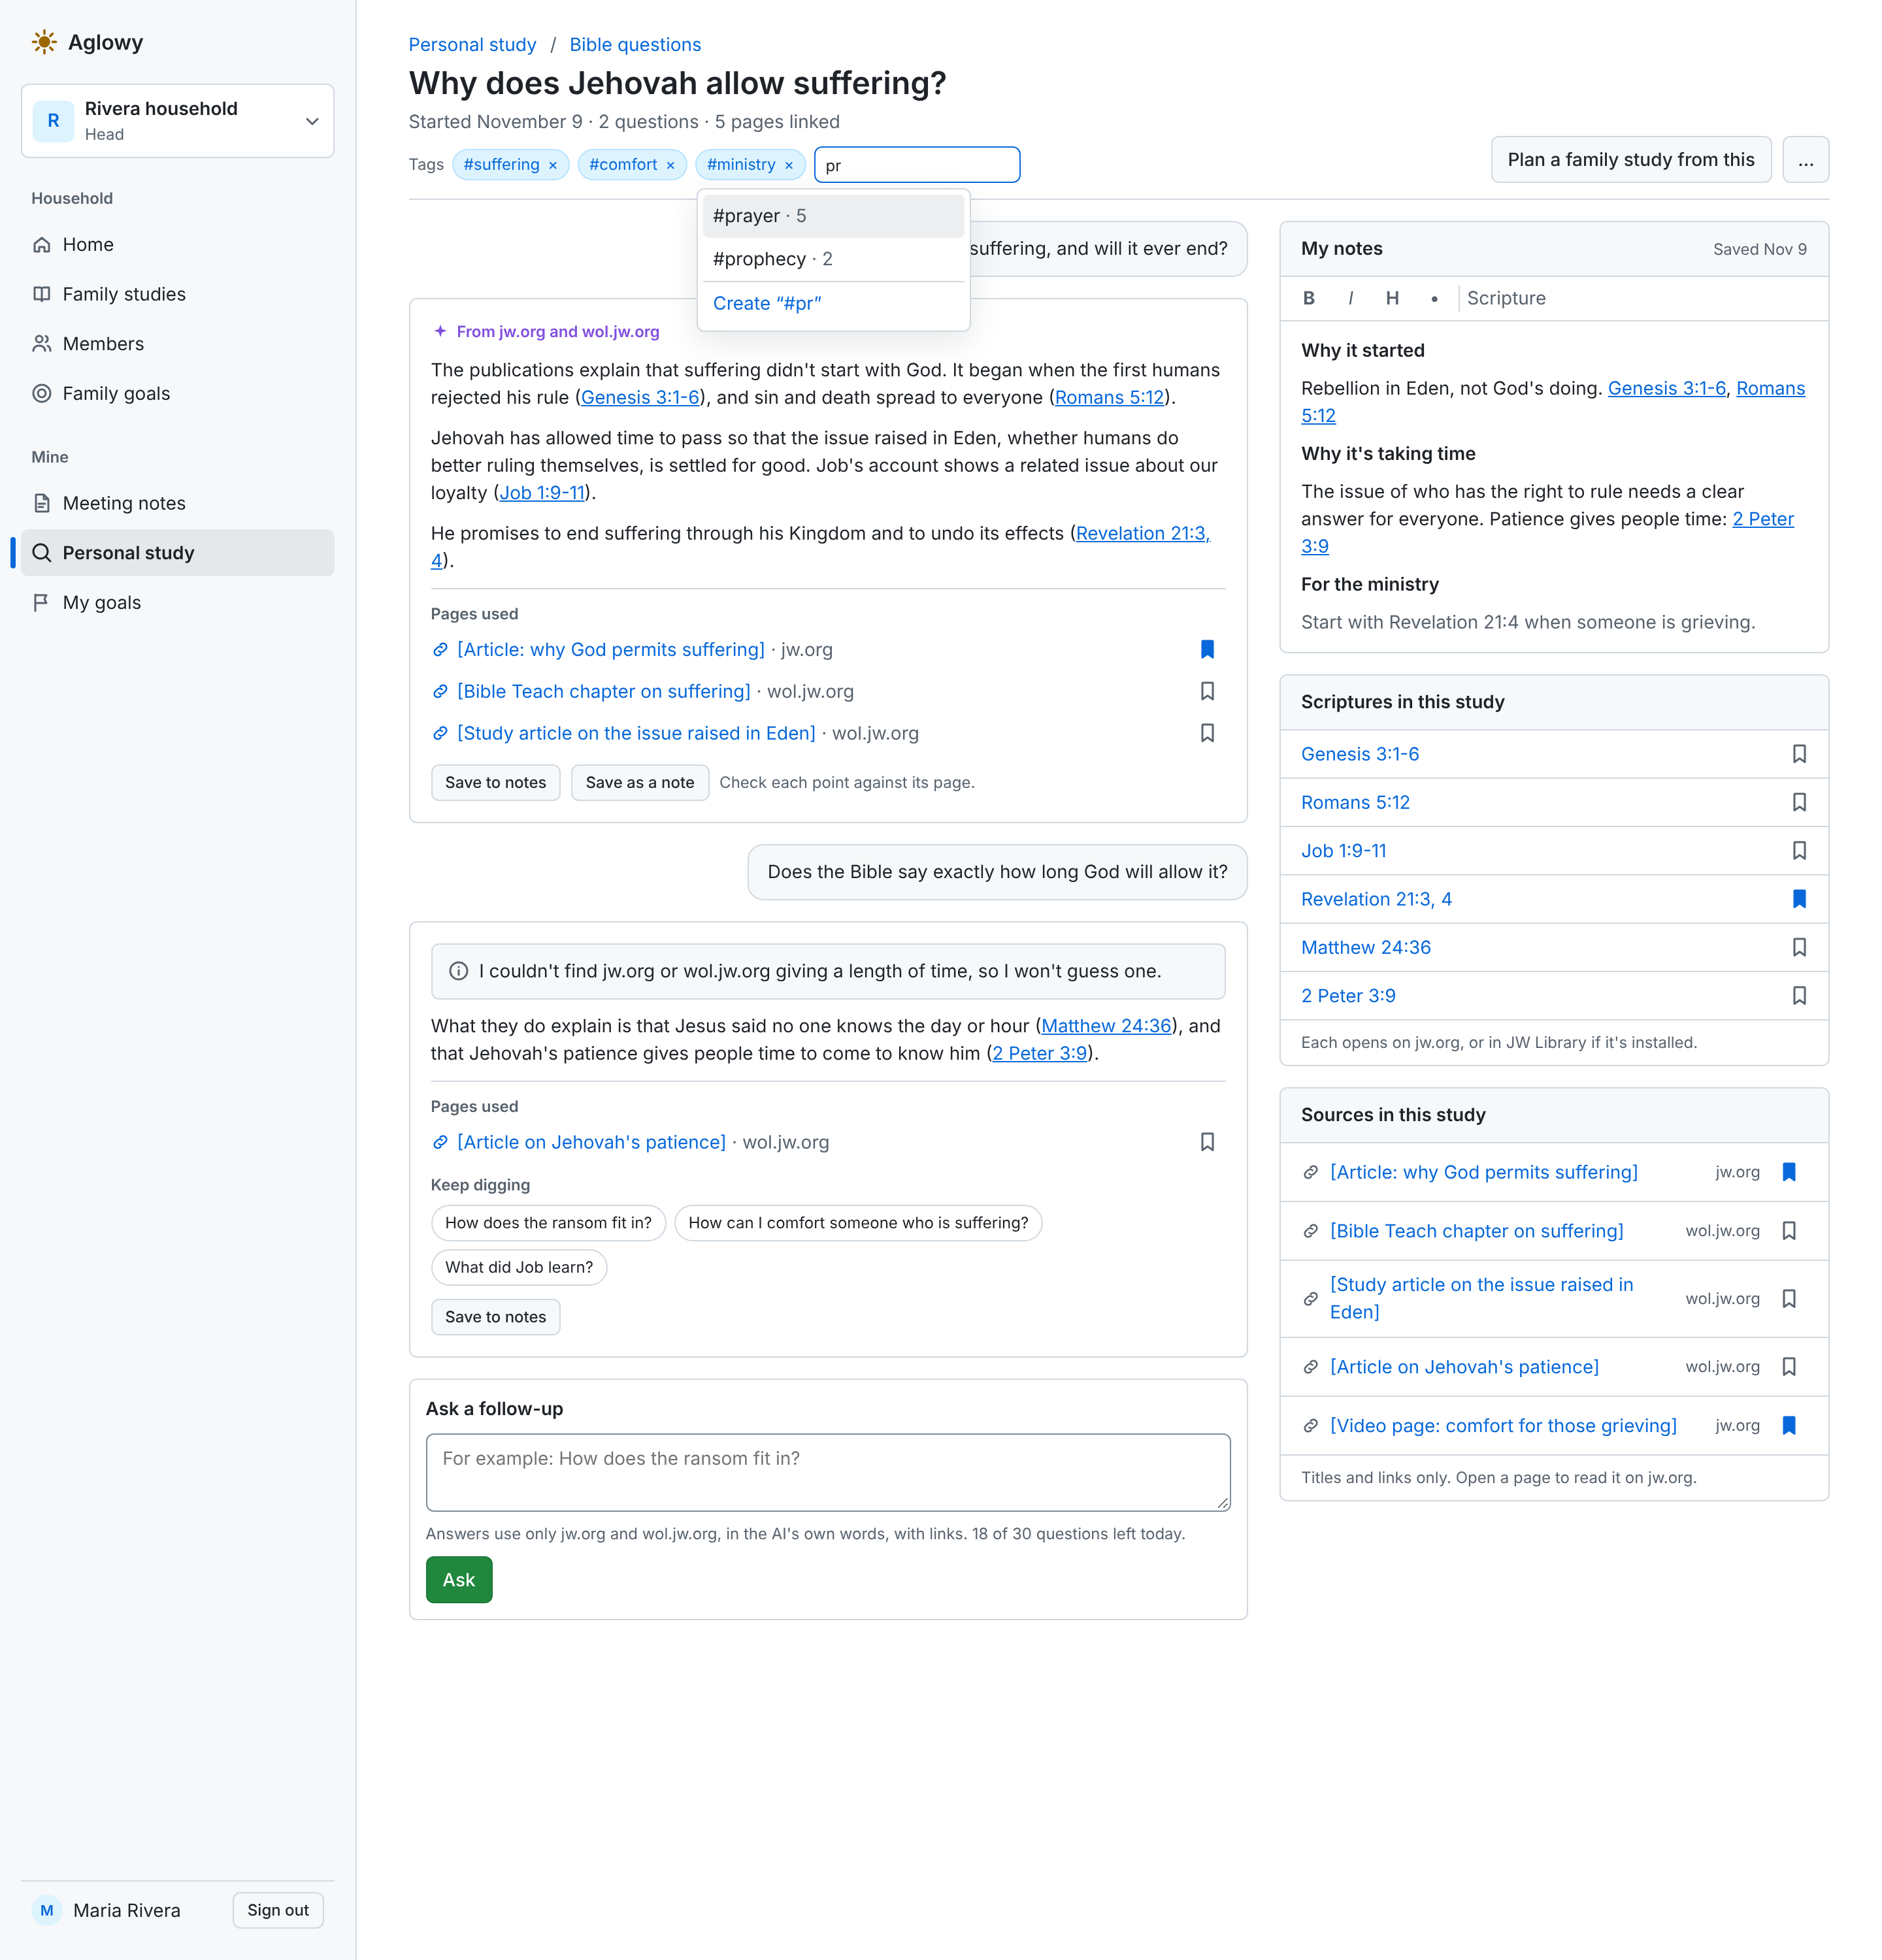 Aglowy
R
Rivera household
Head
Household
Home
Family studies
Members
Family goals
Mine
Meeting notes
Personal study
My goals
M
Maria Rivera
Sign out
Personal study / Bible questions
Why does Jehovah allow suffering?
Started November 9 · 2 questions · 5 pages linked
Tags #suffering × #comfort × #ministry × pr
Plan a family study from this
...
#prayer · 5
#prophecy · 2
Create “#pr”
suffering, and will it ever end?
From jw.org and wol.jw.org
The publications explain that suffering didn't start with God. It began when the first humans
rejected his rule (Genesis 3:1-6), and sin and death spread to everyone (Romans 5:12).
Jehovah has allowed time to pass so that the issue raised in Eden, whether humans do
better ruling themselves, is settled for good. Job's account shows a related issue about our
loyalty (Job 1:9-11).
He promises to end suffering through his Kingdom and to undo its effects (Revelation 21:3,
4).
Pages used
[Article: why God permits suffering] · jw.org
[Bible Teach chapter on suffering] · wol.jw.org
[Study article on the issue raised in Eden] · wol.jw.org
Save to notes
Save as a note
Check each point against its page.
Does the Bible say exactly how long God will allow it?
I couldn't find jw.org or wol.jw.org giving a length of time, so I won't guess one.
What they do explain is that Jesus said no one knows the day or hour (Matthew 24:36), and
that Jehovah's patience gives people time to come to know him (2 Peter 3:9).
Pages used
[Article on Jehovah's patience] · wol.jw.org
Keep digging
How does the ransom fit in?
How can I comfort someone who is suffering?
What did Job learn?
Save to notes
Ask a follow-up
For example: How does the ransom fit in?
Answers use only jw.org and wol.jw.org, in the AI's own words, with links. 18 of 30 questions left today.
Ask
My notes
Saved Nov 9
B I H • Scripture
Why it started
Rebellion in Eden, not God's doing. Genesis 3:1-6, Romans
5:12
Why it's taking time
The issue of who has the right to rule needs a clear
answer for everyone. Patience gives people time: 2 Peter
3:9
For the ministry
Start with Revelation 21:4 when someone is grieving.
Scriptures in this study
Genesis 3:1-6
Romans 5:12
Job 1:9-11
Revelation 21:3, 4
Matthew 24:36
2 Peter 3:9
Each opens on jw.org, or in JW Library if it's installed.
Sources in this study
[Article: why God permits suffering] jw.org
[Bible Teach chapter on suffering] wol.jw.org
[Study article on the issue raised in
Eden] wol.jw.org
[Article on Jehovah's patience] wol.jw.org
[Video page: comfort for those grieving] jw.org
Titles and links only. Open a page to read it on jw.org.